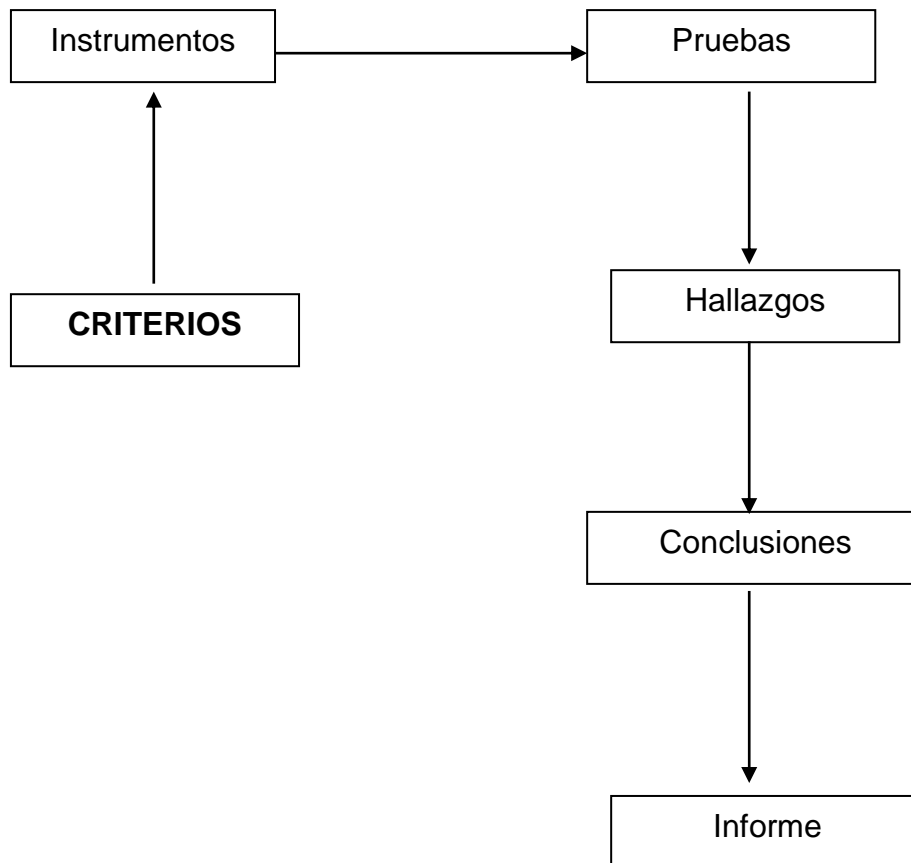 Instrumentos
Pruebas
CRITERIOS
Hallazgos
Conclusiones
Informe